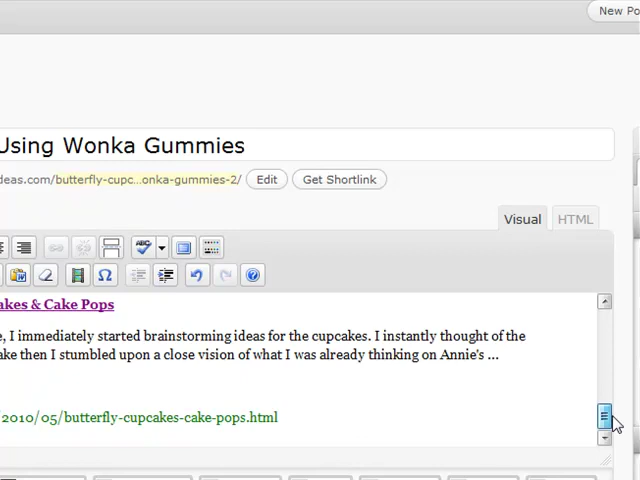 New Po
Using Wonka Gummies
deas.com/butterfly-cupc...onka-gummies-2/ Edit Get Shortlink
Visual HTML
ABC
akes & Cake Pops
e, I immediately started brainstorming ideas for the cupcakes. I instantly thought of the
ake then I stumbled upon a close vision of what I was already thinking on Annie's ...
/2010/05/butterfly-cupcakes-cake-pops.html